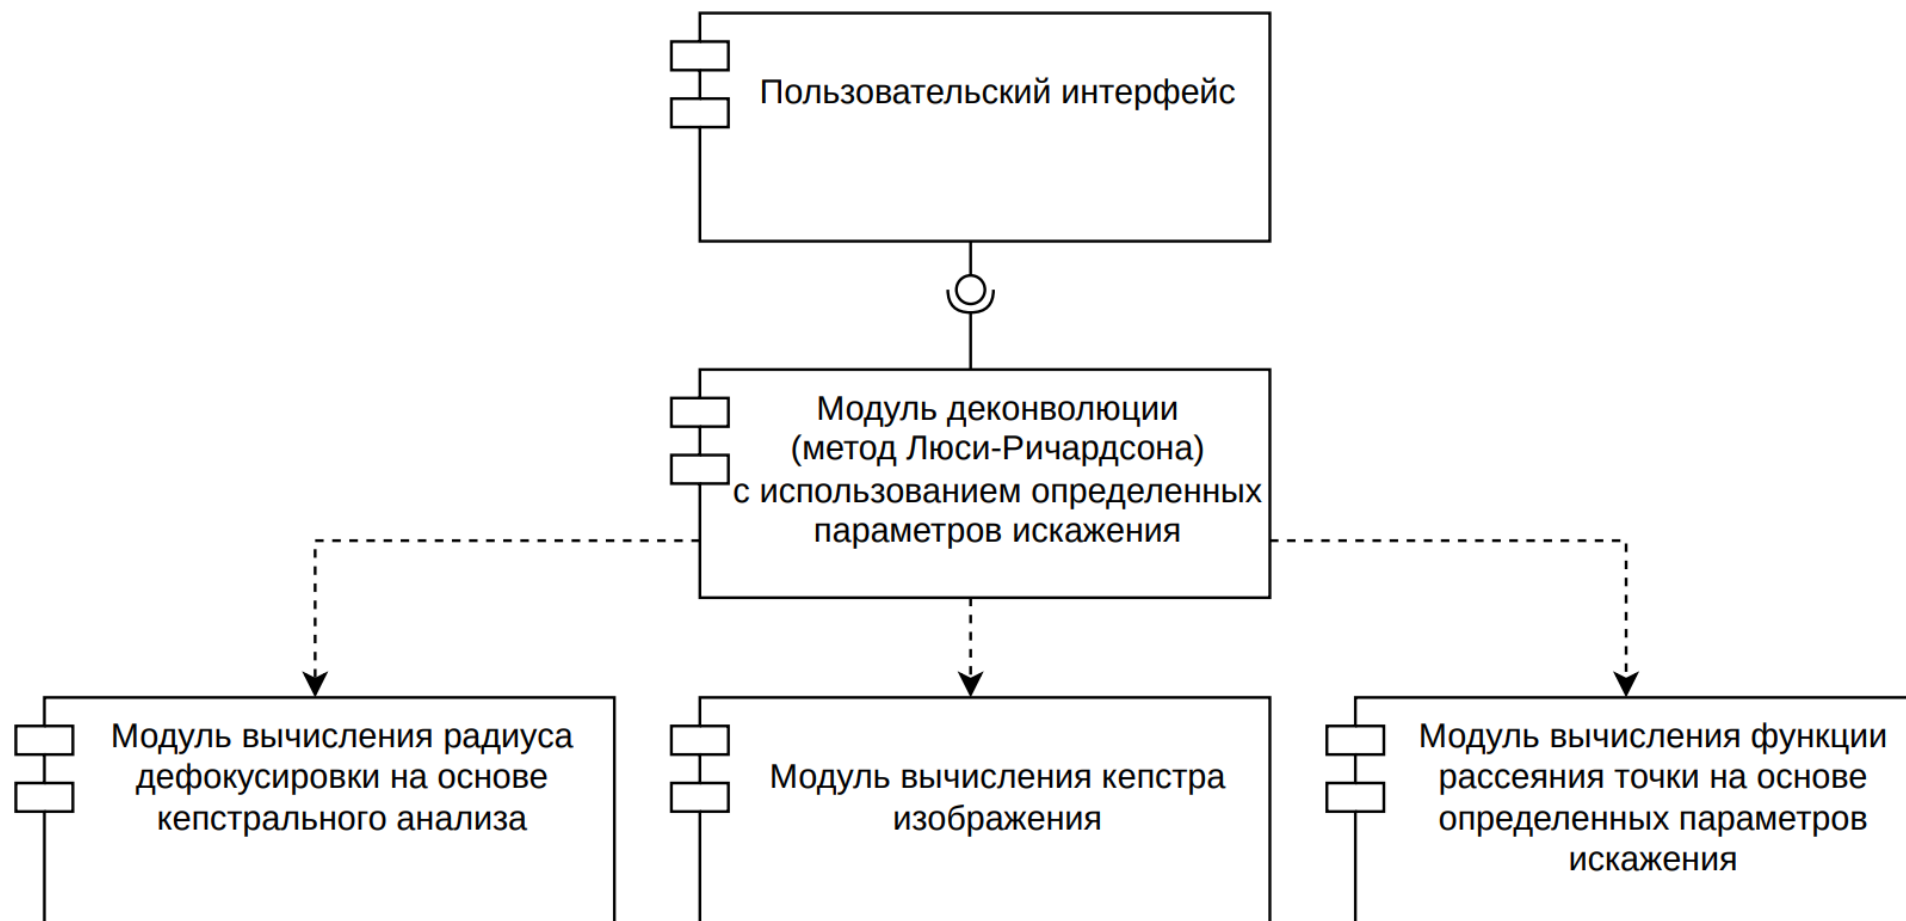 Пользовательский интерфейс
Модуль деконволюции
(метод Люси-Ричардсона)
с использованием определенных
параметров искажения
Модуль вычисления радиуса
дефокусировки на основе
кепстрального анализа
Модуль вычисления кепстра
изображения
Модуль вычисления функции
рассеяния точки на основе
определенных параметров
искажения